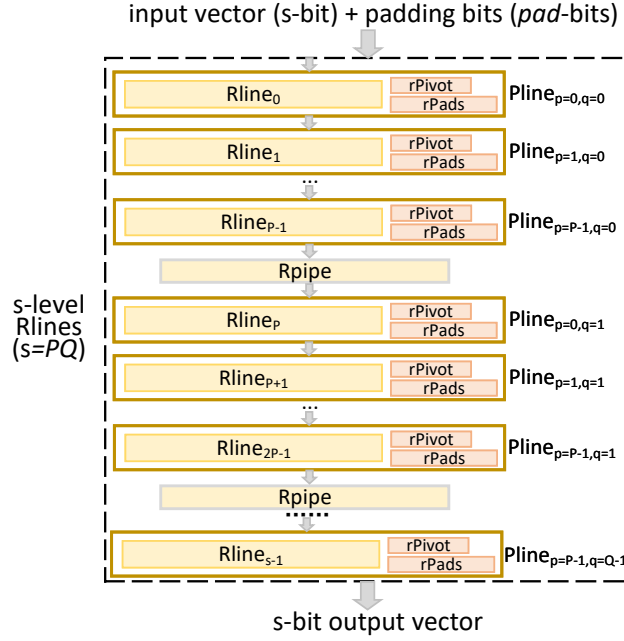 input vector (s-bit) + padding bits (pad-bits)
Rline0 rPivot rPads Pline p=0,q=0
Rline1 rPivot rPads Pline p=1,q=0
...
RlineP-1 rPivot rPads Pline p=P-1,q=0
Rpipe
s-level
Rlines
(s=PQ)
RlineP rPivot rPads Pline p=0,q=1
RlineP+1 rPivot rPads Pline p=1,q=1
...
Rline2P-1 rPivot rPads Pline p=P-1,q=1
Rpipe
......
Rlines-1 rPivot rPads Pline p=P-1,q=Q-1
s-bit output vector